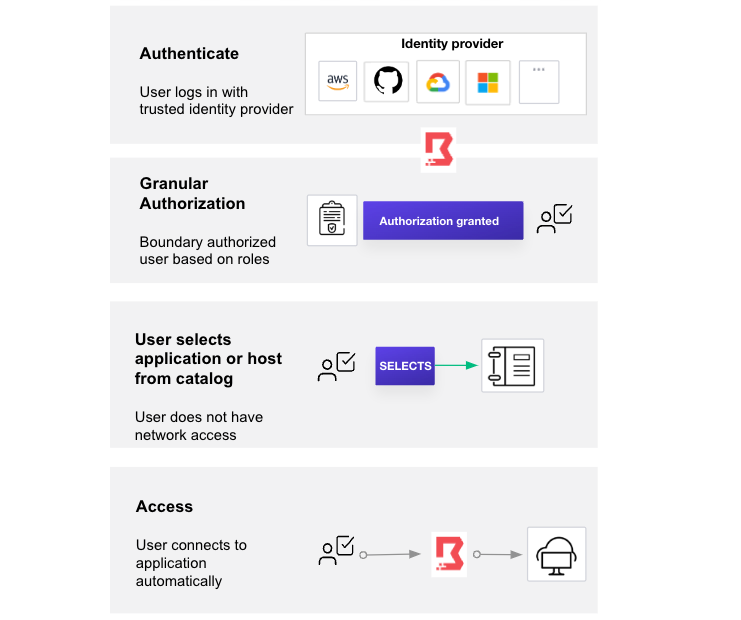 Authenticate
User logs in with
trusted identity provider
Identity provider
aws
...
Granular
Authorization
Boundary authorized
user based on roles
Authorization granted
User selects
application or host
from catalog
User does not have
network access
SELECTS
Access
User connects to
application
automatically